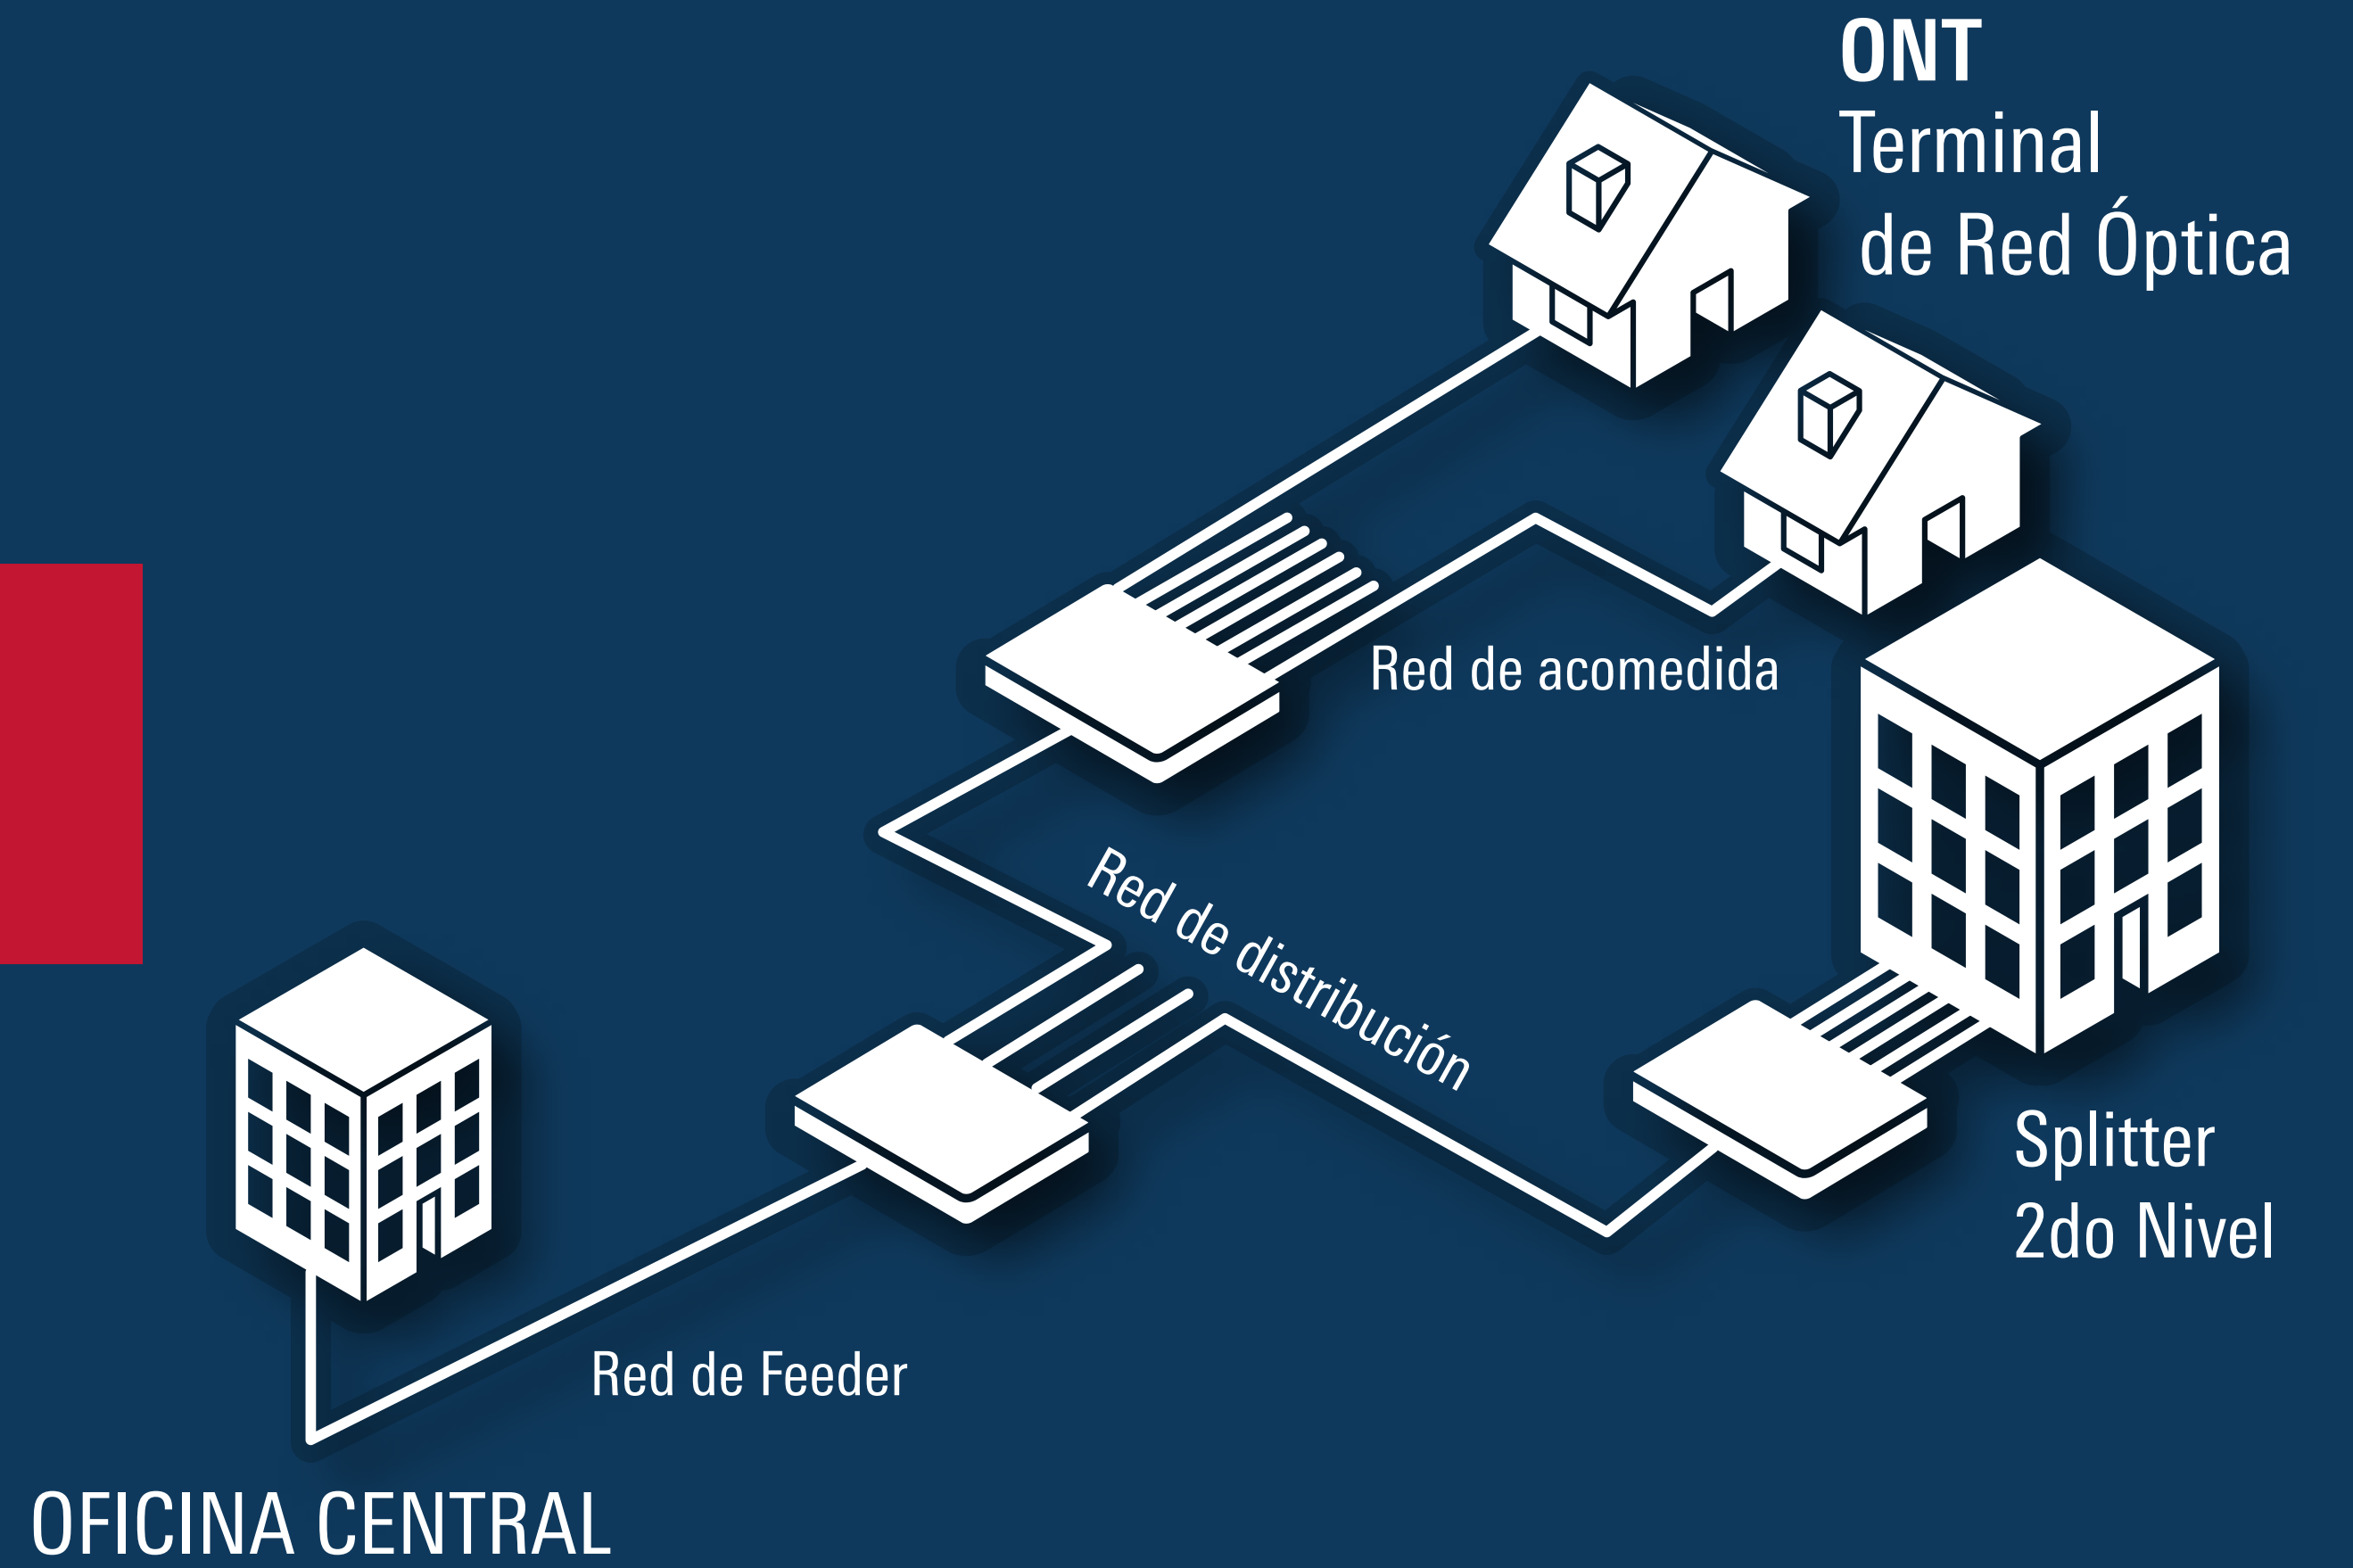 ONT
Terminal
de Red Óptica
Red de acomedida
Red de distribución
Splitter
2do Nivel
Red de Feeder
OFICINA CENTRAL